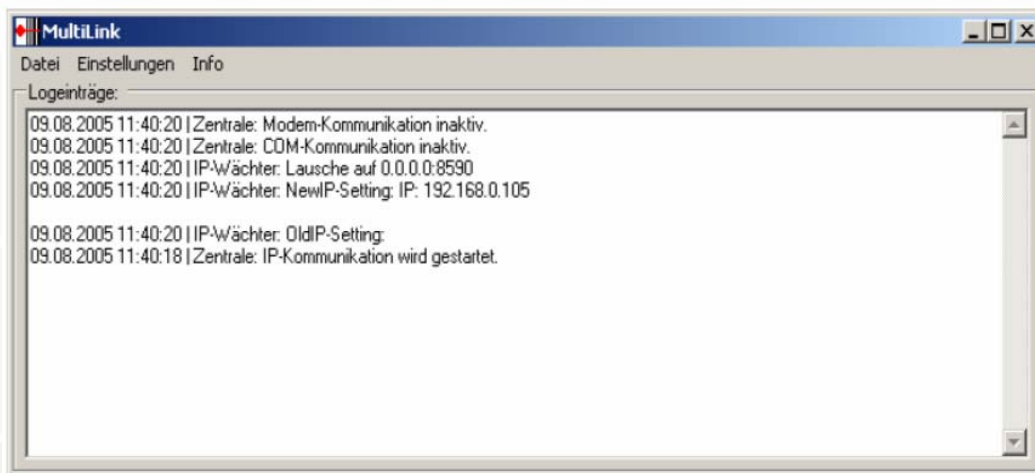 MultiLink
Datei Einstellungen Info
Logeinträge:
09.08.2005 11:40:20 | Zentrale: Modem-Kommunikation inaktiv.
09.08.2005 11:40:20 | Zentrale: COM-Kommunikation inaktiv.
09.08.2005 11:40:20 | IP-Wächter: Lausche auf 0.0.0.0:8590
09.08.2005 11:40:20 | IP-Wächter: NewIP-Setting: IP: 192.168.0.105
09.08.2005 11:40:20 | IP-Wächter: OldIP-Setting:
09.08.2005 11:40:18 | Zentrale: IP-Kommunikation wird gestartet.